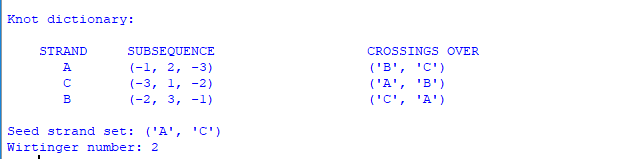 Knot dictionary:
STRAND SUBSEQUENCE CROSSINGS OVER
A (-1, 2, -3) ('B', 'C')
C (-3, 1, -2) ('A', 'B')
B (-2, 3, -1) ('C', 'A')
Seed strand set: ('A', 'C')
Wirtinger number: 2